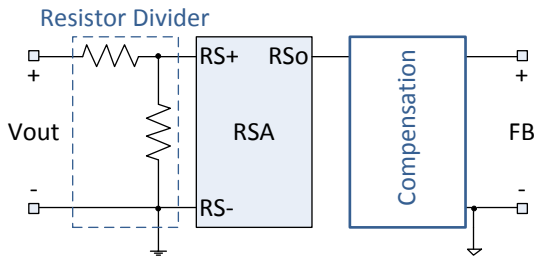 Resistor Divider
+
RS+
RSo
+
Vout
RSA
Compensation
FB
-
RS-
-